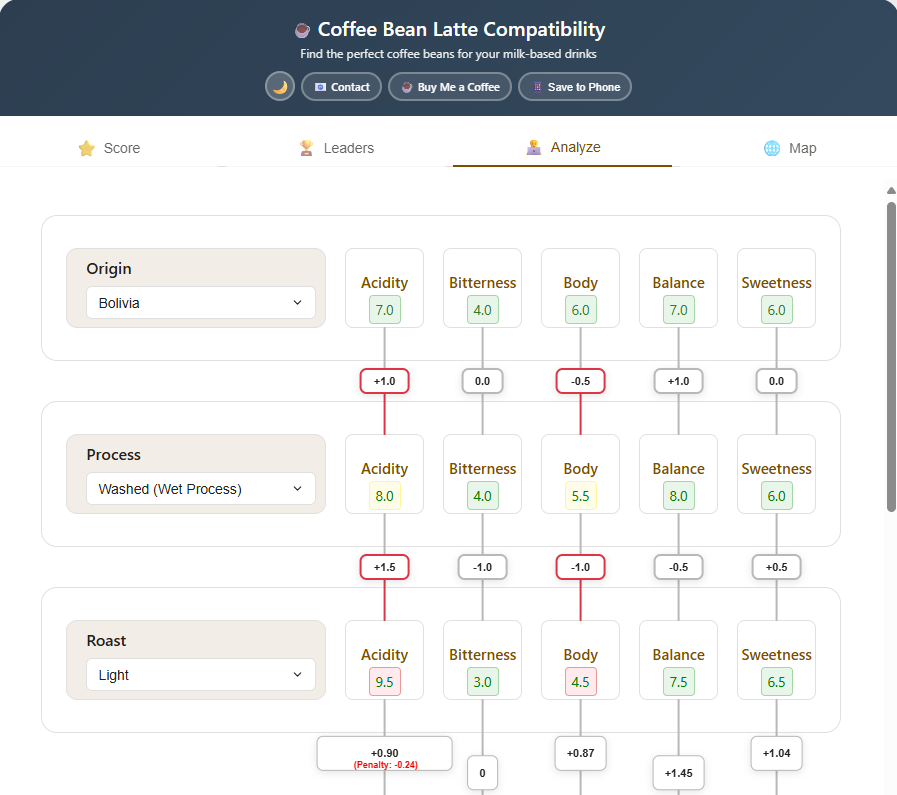 Coffee Bean Latte Compatibility
Find the perfect coffee beans for your milk-based drinks
Contact
Buy Me a Coffee
Save to Phone
Score
Leaders
Analyze
Map
Origin
Bolivia
Acidity
7.0
Bitterness
4.0
Body
6.0
Balance
7.0
Sweetness
6.0
+1.0
0.0
-0.5
+1.0
0.0
Process
Washed (Wet Process)
Acidity
8.0
Bitterness
4.0
Body
5.5
Balance
8.0
Sweetness
6.0
+1.5
-1.0
-1.0
-0.5
+0.5
Roast
Light
Acidity
9.5
Bitterness
3.0
Body
4.5
Balance
7.5
Sweetness
6.5
+0.90
(Penalty: -0.24)
0
+0.87
+1.45
+1.04